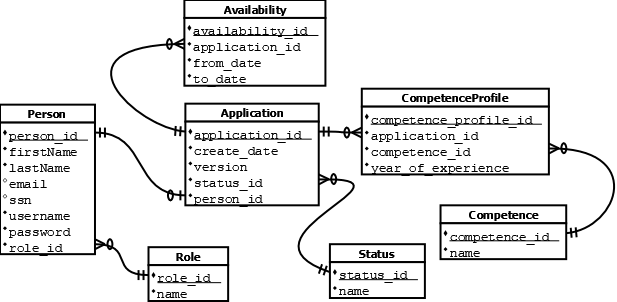 Availability
availability_id
application_id
from_date
to_date
Person
person_id
firstName
lastName
email
ssn
username
password
role_id
Application
application_id
create_date
version
status_id
person_id
CompetenceProfile
competence_profile_id
application_id
competence_id
year_of_experience
Competence
competence_id
name
Role
role_id
name
Status
status_id
name